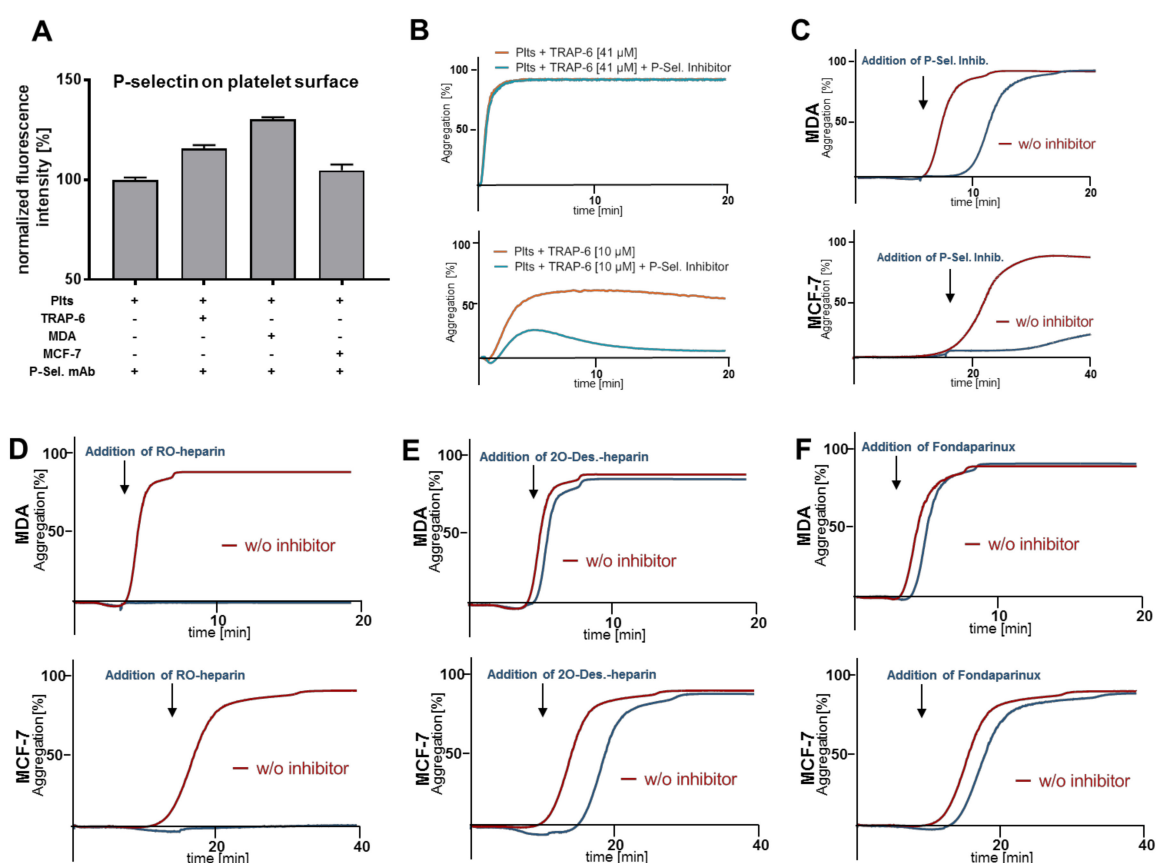 A
P-selectin on platelet surface
normalized fluorescence
intensity [%]
150
100
50
Plts + + + +
TRAP-6 - + - -
MDA - - + -
MCF-7 - - - +
P-Sel. mAb + + + +
B
Plts + TRAP-6 [41 µM]
Plts + TRAP-6 [41 µM] + P-Sel. Inhibitor
Aggregation [%]
100
50
10
20
time [min]
Plts + TRAP-6 [10 µM]
Plts + TRAP-6 [10 µM] + P-Sel. Inhibitor
Aggregation [%]
100
50
10
20
time [min]
C
Addition of P-Sel. Inhib.
MDA
Aggregation [%]
100
50
w/o inhibitor
10
20
time [min]
Addition of P-Sel. Inhib.
MCF-7
Aggregation [%]
100
50
w/o inhibitor
20
40
time [min]
D
Addition of RO-heparin
MDA
Aggregation [%]
100
50
w/o inhibitor
10
20
time [min]
Addition of RO-heparin
MCF-7
Aggregation [%]
100
50
w/o inhibitor
20
40
time [min]
E
Addition of 2O-Des.-heparin
MDA
Aggregation [%]
100
50
w/o inhibitor
10
20
time [min]
Addition of 2O-Des.-heparin
MCF-7
Aggregation [%]
100
50
w/o inhibitor
20
40
time [min]
F
Addition of Fondaparinux
MDA
Aggregation [%]
100
50
w/o inhibitor
10
20
time [min]
Addition of Fondaparinux
MCF-7
Aggregation [%]
100
50
w/o inhibitor
20
40
time [min]